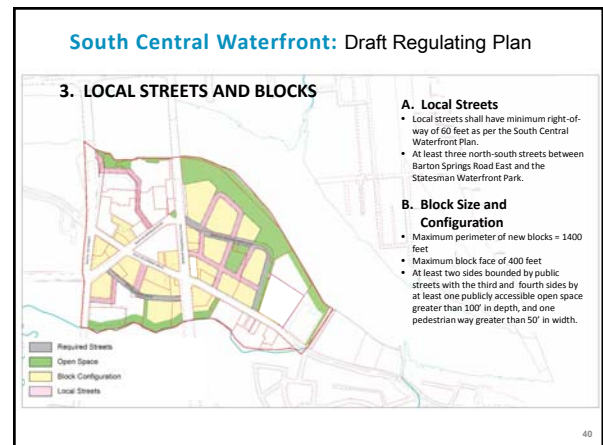 South Central Waterfront: Draft Regulating Plan
3. LOCAL STREETS AND BLOCKS
A. Local Streets
• Local streets shall have minimum right-of-
way of 60 feet as per the South Central
Waterfront Plan.
• At least three north-south streets between
Barton Springs Road East and the
Statesman Waterfront Park.
B. Block Size and
Configuration
• Maximum perimeter of new blocks = 1400
feet
• Maximum block face of 400 feet
• At least two sides bounded by public
streets with the third and fourth sides by
at least one publicly accessible open space
greater than 100' in depth, and one
pedestrian way greater than 50' in width.
Required Streets
Open Space
Block Configuration
Local Streets
40